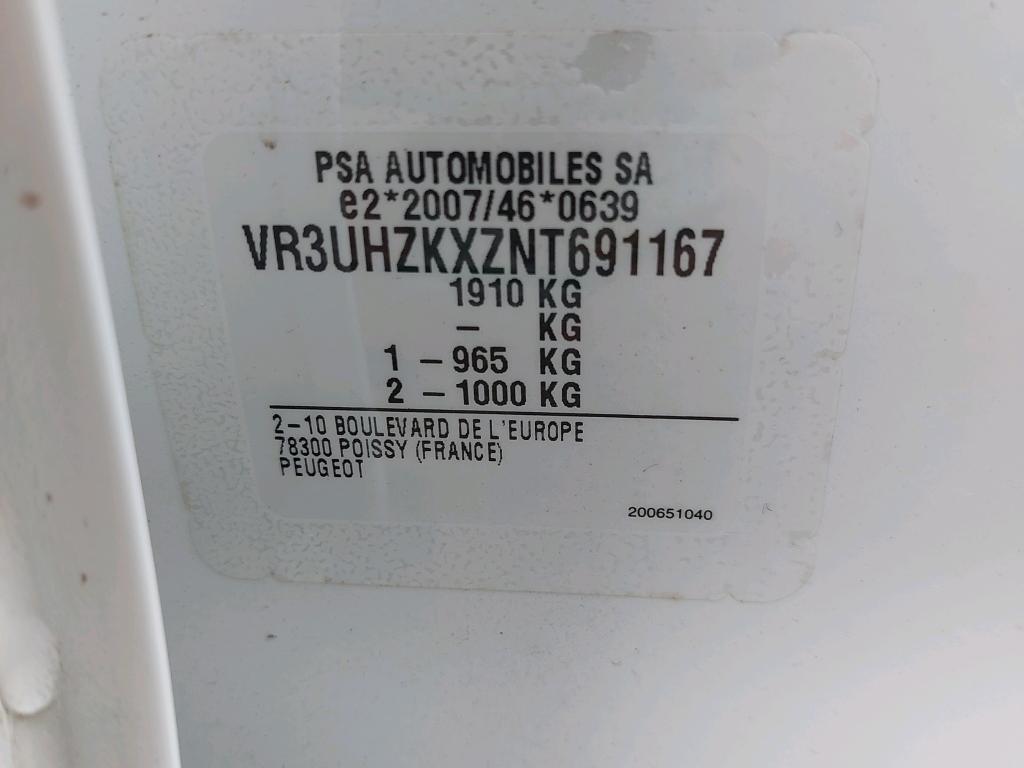 PSA AUTOMOBILES SA
e2*2007/46*0639
VR3UHZKXZNT691167
1910 KG
– KG
1 – 965 KG
2 – 1000 KG
2–10 BOULEVARD DE L'EUROPE
78300 POISSY (FRANCE)
PEUGEOT
200651040